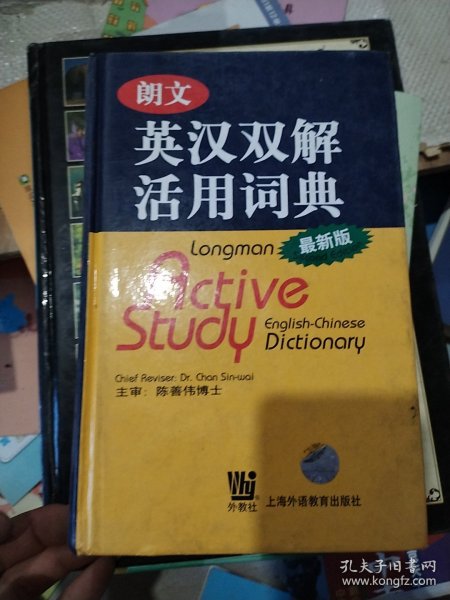 朗文
英汉双解
活用词典
Longman
最新版
Active
Study
English-Chinese
Dictionary
Chief Reviser: Dr. Chan Sin-wai
主审：陈善伟博士
外教社
上海外语教育出版社
孔夫子旧书网
www.kongfz.com